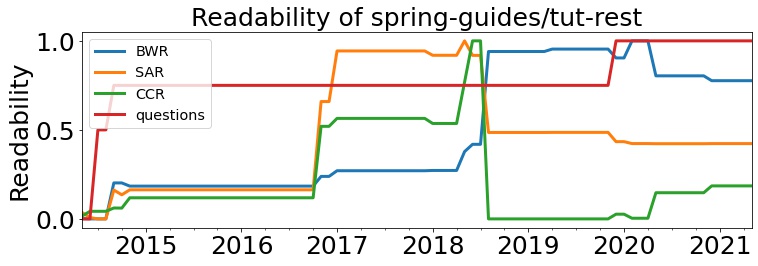 Readability of spring-guides/tut-rest
Readability
1.0
0.5
0.0
BWR
SAR
CCR
questions
2015 2016 2017 2018 2019 2020 2021